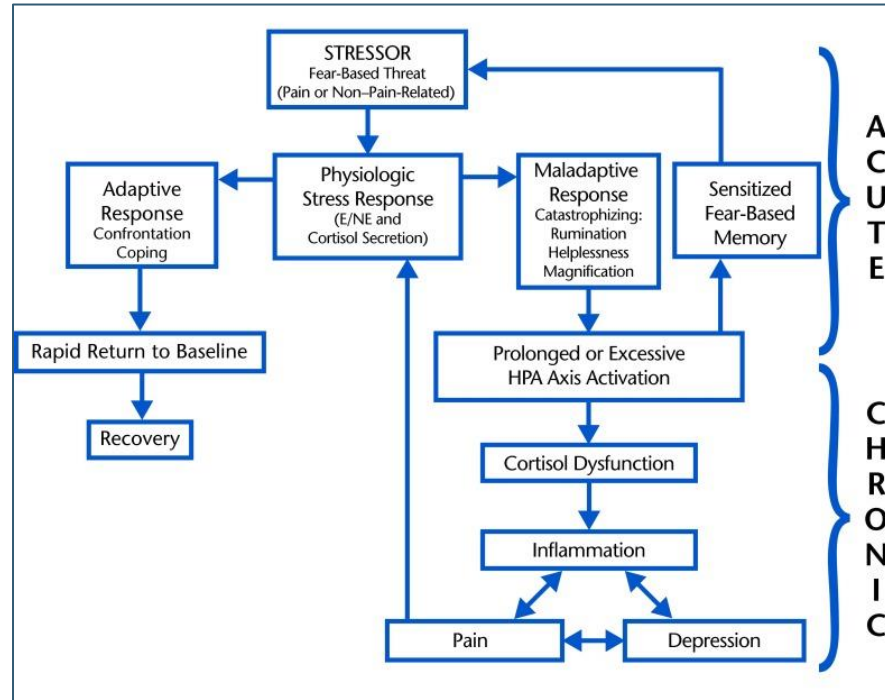 STRESSOR
Fear-Based Threat
(Pain or Non–Pain-Related)
Adaptive
Response
Confrontation
Coping
Physiologic
Stress Response
(E/NE and
Cortisol Secretion)
Maladaptive
Response
Catastrophizing:
Rumination
Helplessness
Magnification
Sensitized
Fear-Based
Memory
A
C
U
T
E
Rapid Return to Baseline
Prolonged or Excessive
HPA Axis Activation
Recovery
Cortisol Dysfunction
Inflammation
Pain
Depression
C
H
R
O
N
I
C